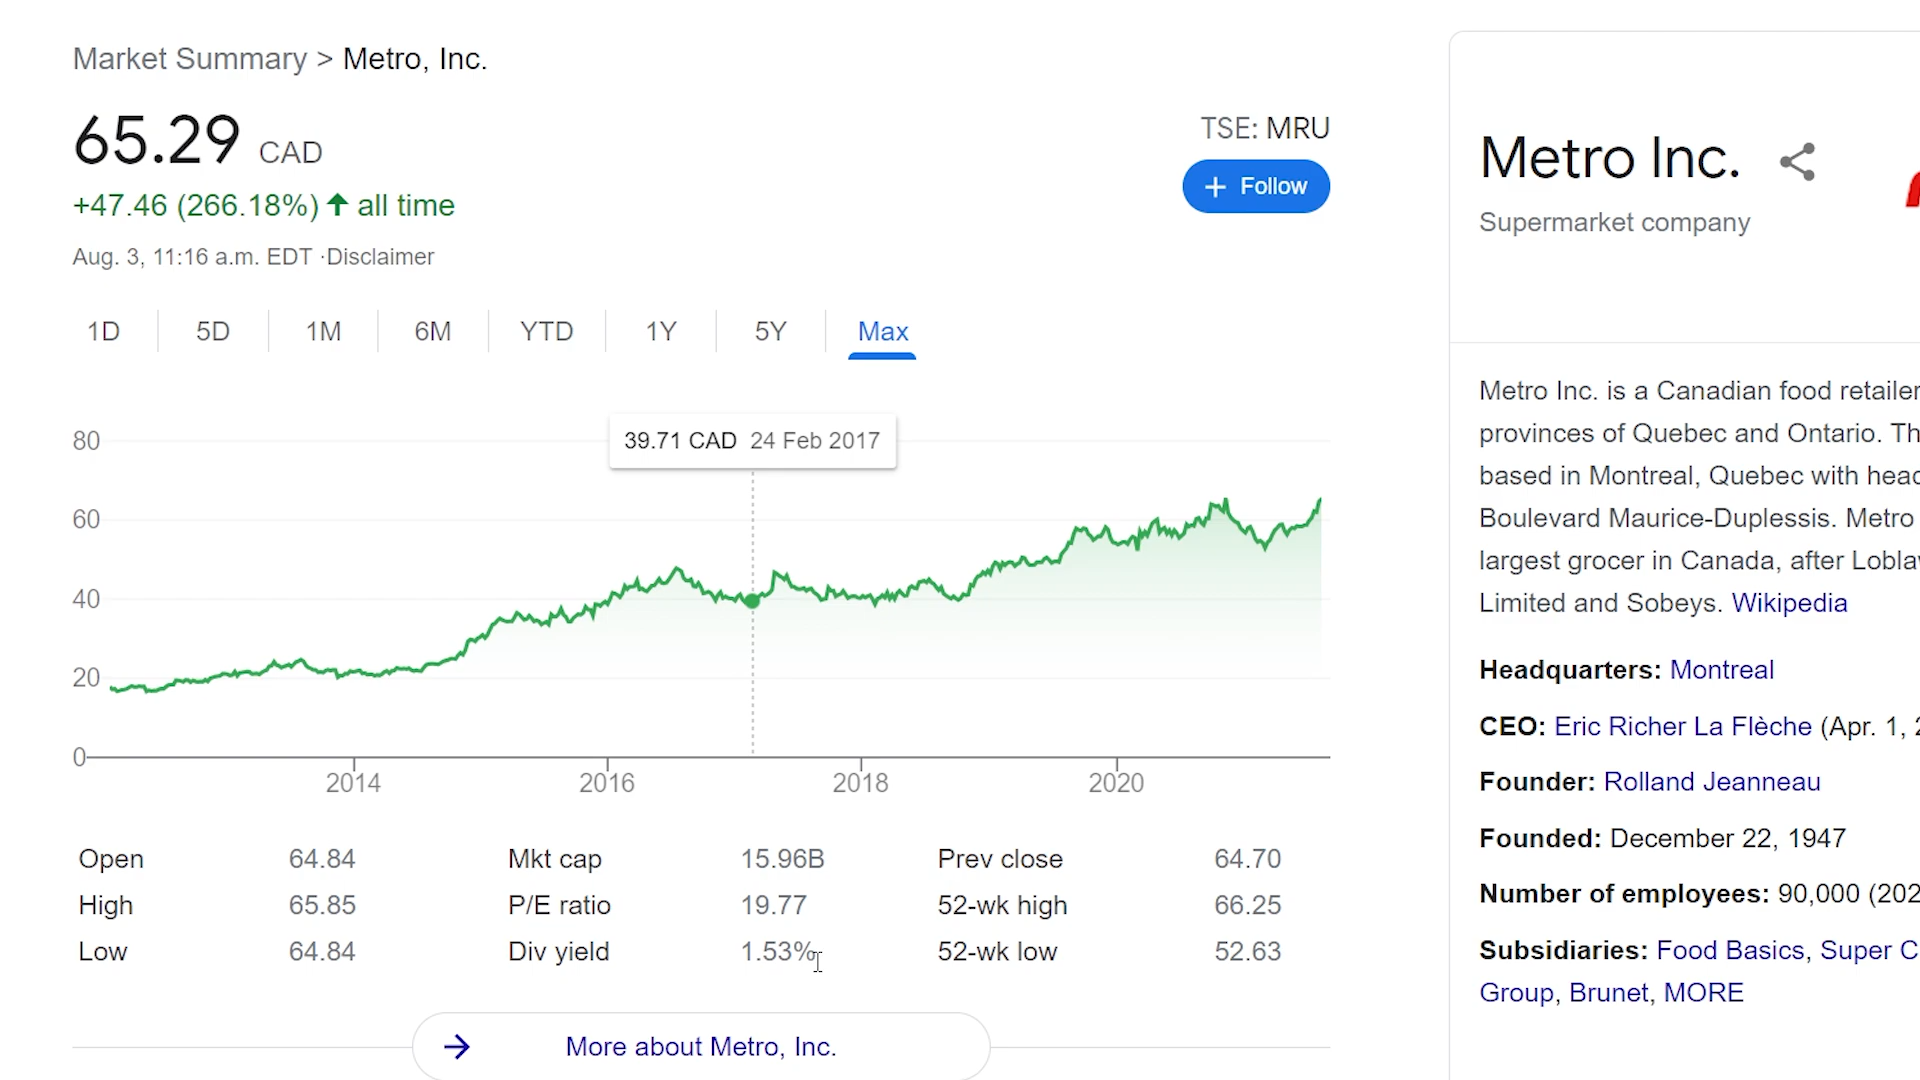 Market Summary > Metro, Inc.
65.29 CAD
+47.46 (266.18%) ↑ all time
Aug. 3, 11:16 a.m. EDT ·Disclaimer
TSE: MRU
+ Follow
1D 5D 1M 6M YTD 1Y 5Y Max
39.71 CAD 24 Feb 2017
80
60
40
20
0
2014 2016 2018 2020
Open 64.84 Mkt cap 15.96B Prev close 64.70
High 65.85 P/E ratio 19.77 52-wk high 66.25
Low 64.84 Div yield 1.53% 52-wk low 52.63
More about Metro, Inc.
Metro Inc.
Supermarket company
Metro Inc. is a Canadian food retailer
provinces of Quebec and Ontario. Th
based in Montreal, Quebec with head
Boulevard Maurice-Duplessis. Metro
largest grocer in Canada, after Lobla
Limited and Sobeys. Wikipedia
Headquarters: Montreal
CEO: Eric Richer La Flèche (Apr. 1, 2
Founder: Rolland Jeanneau
Founded: December 22, 1947
Number of employees: 90,000 (202
Subsidiaries: Food Basics, Super C
Group, Brunet, MORE